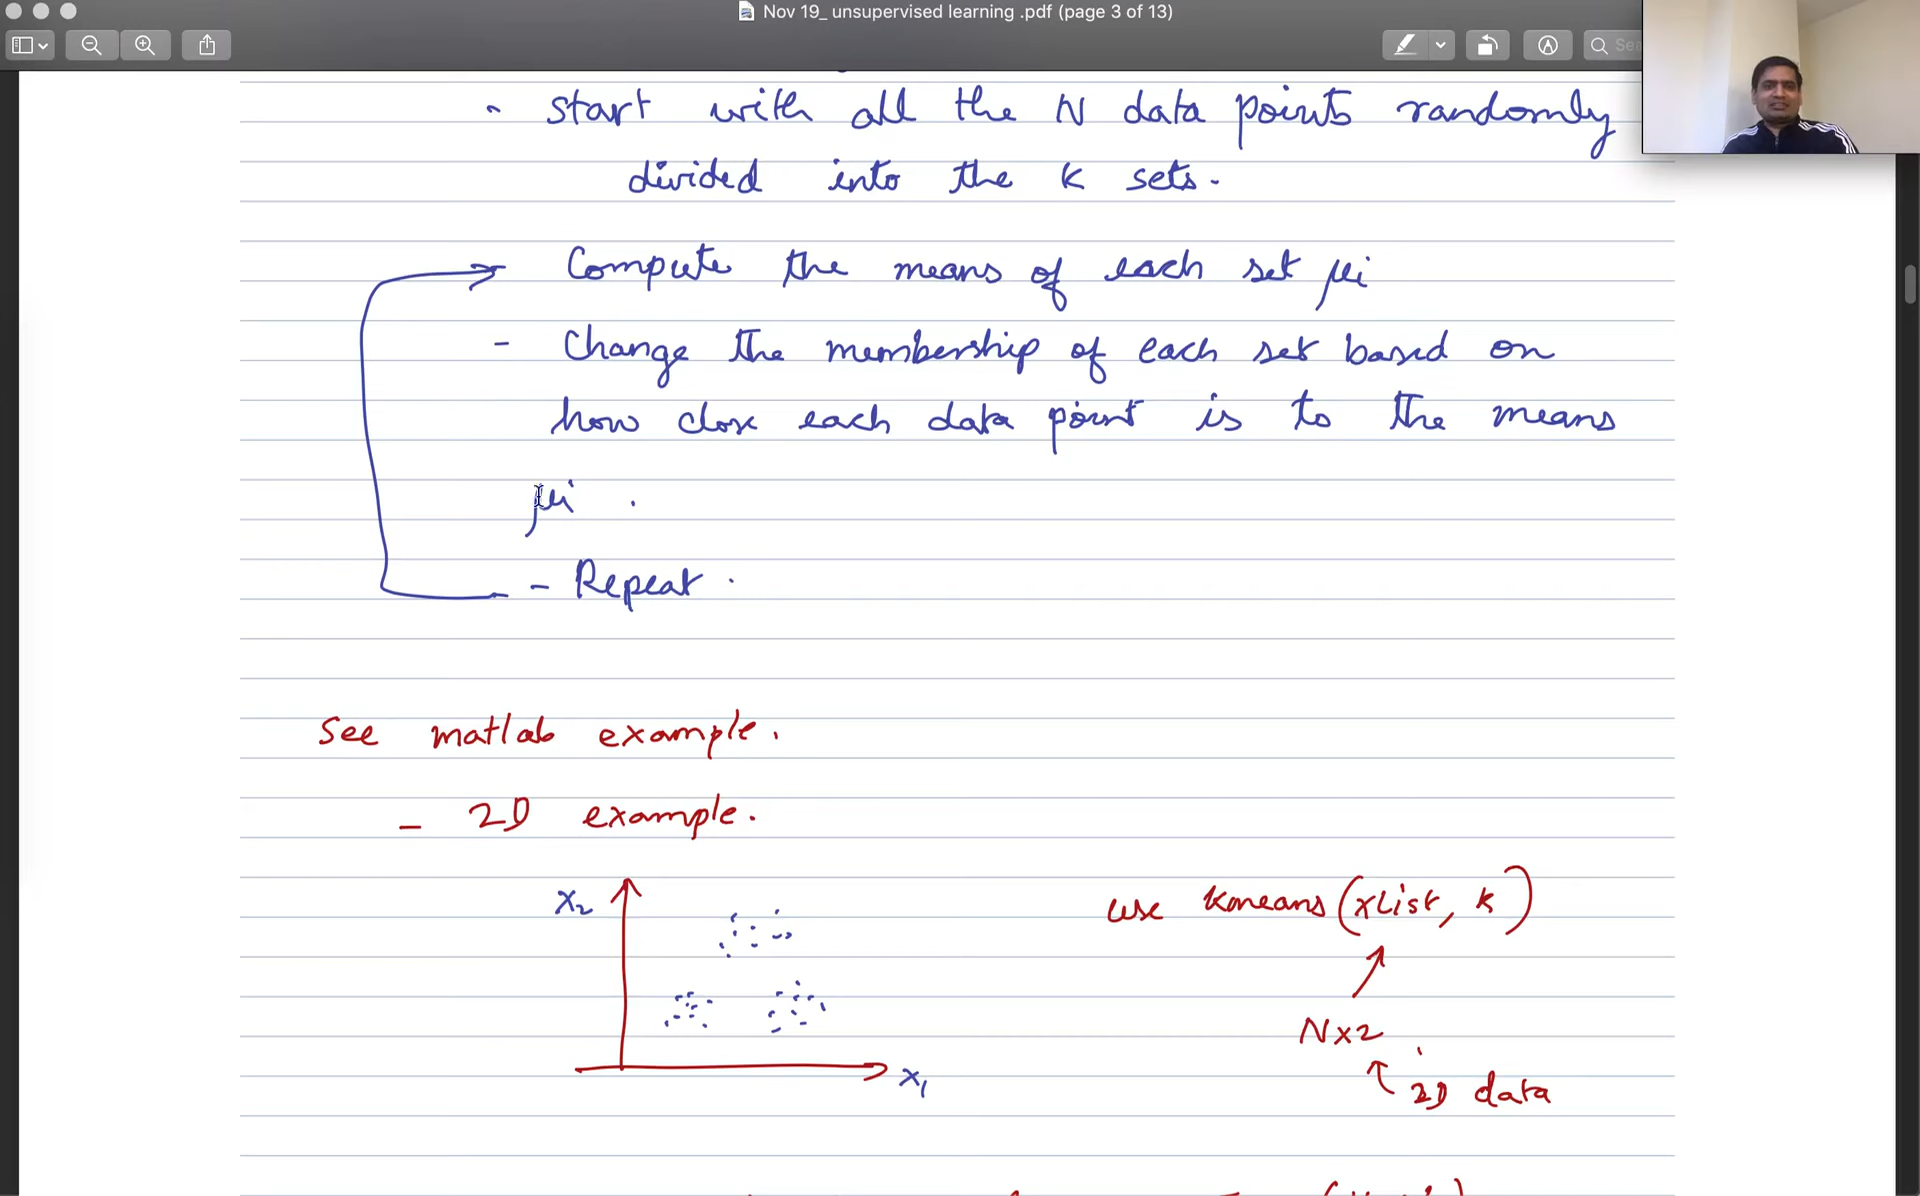 Nov 19_ unsupervised learning .pdf (page 3 of 13)
Sea
- start with all the N data points randomly
divided into the k sets.
Compute the means of each set μi
- Change the membership of each set based on
how close each data point is to the means
μi .
- Repeat.
See matlab example.
- 2D example.
X2
X1
use kmeans(xList, k)
Nx2
2D data